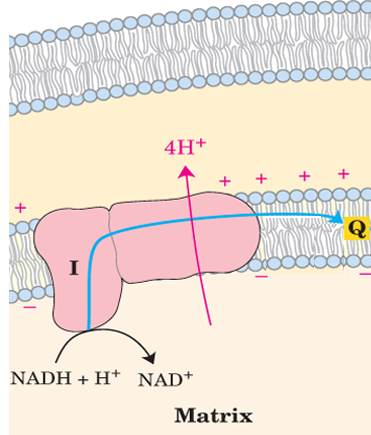 4H⁺
+ + + +
+
Q
I
−
−
−
NADH + H⁺ NAD⁺
Matrix